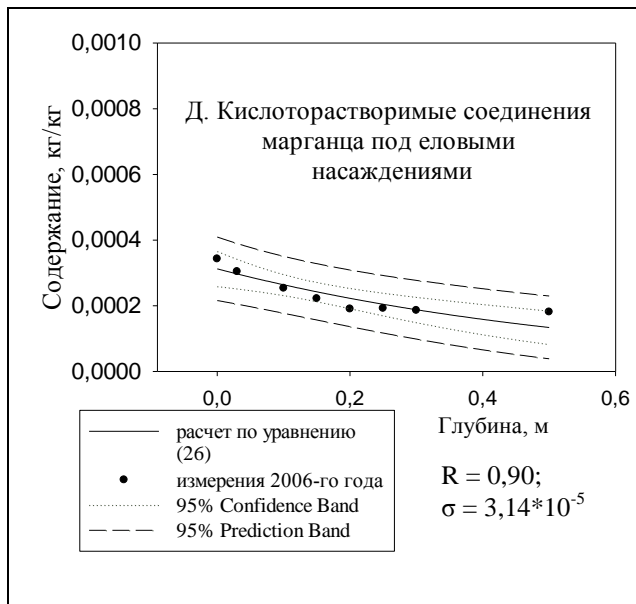 0,0010
0,0008
0,0006
0,0004
0,0002
0,0000
Содержание, кг/кг
Д. Кислоторастворимые соединения
марганца под еловыми
насаждениями
0,0 0,2 0,4 0,6
Глубина, м
расчет по уравнению
(26)
измерения 2006-го года
95% Confidence Band
95% Prediction Band
R = 0,90;
σ = 3,14*10⁻⁵